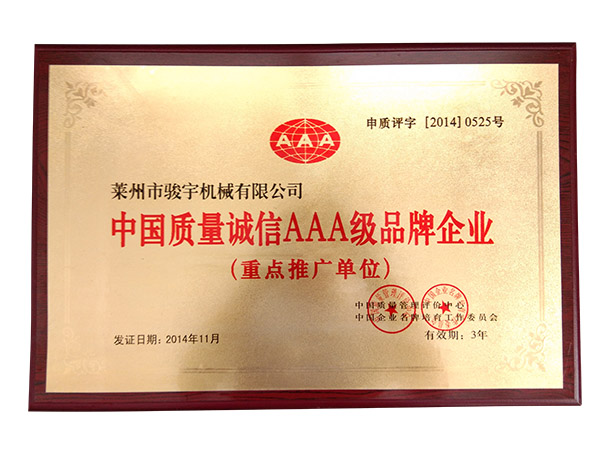 AAA
申质评字 [2014] 0525号
莱州市骏宇机械有限公司
中国质量诚信AAA级品牌企业
(重点推广单位)
中国质量管理评价中心
中国企业名牌培育工作委员会
发证日期: 2014年11月
有效期: 3年